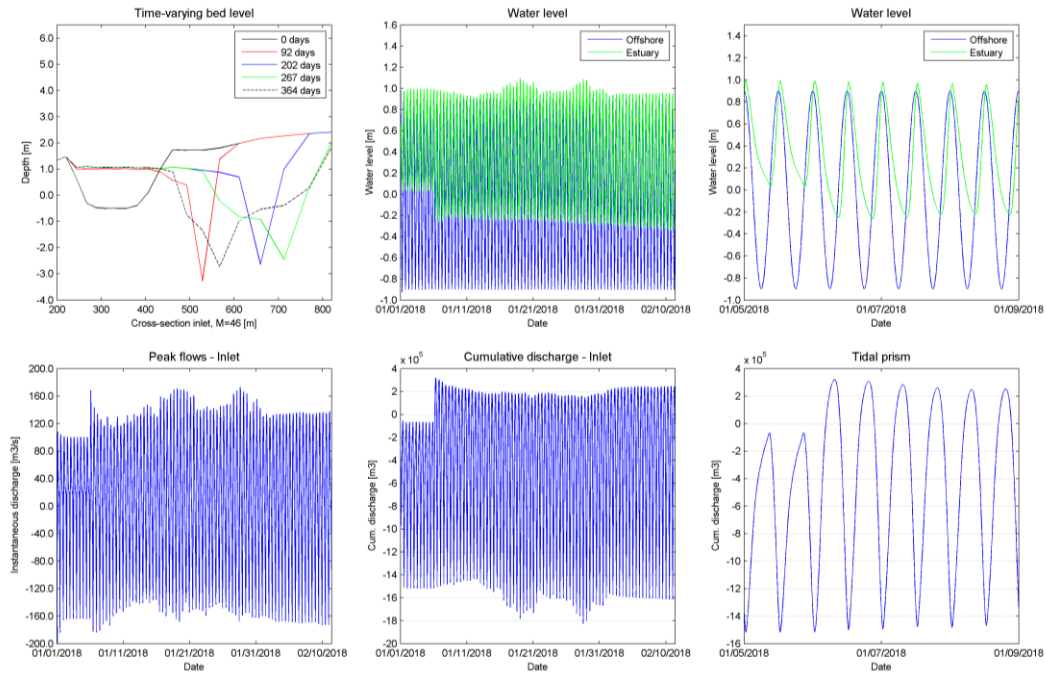 Time-varying bed level
6.0
5.0
4.0
3.0
2.0
1.0
0.0
-1.0
-2.0
-3.0
-4.0
Depth [m]
0 days
92 days
202 days
267 days
364 days
200 300 400 500 600 700 800
Cross-section inlet, M=46 [m]
Water level
1.6
1.4
1.2
1.0
0.8
0.6
0.4
0.2
0.0
-0.2
-0.4
-0.6
-0.8
-1.0
Water level [m]
Offshore
Estuary
01/01/2018 01/11/2018 01/21/2018 01/31/2018 02/10/2018
Date
Water level
1.4
1.2
1.0
0.8
0.6
0.4
0.2
0.0
-0.2
-0.4
-0.6
-0.8
-1.0
Water level [m]
Offshore
Estuary
01/05/2018 01/07/2018 01/09/2018
Date
Peak flows - Inlet
200.0
160.0
120.0
80.0
40.0
0.0
-40.0
-80.0
-120.0
-160.0
-200.0
Instantaneous discharge [m3/s]
01/01/2018 01/11/2018 01/21/2018 01/31/2018 02/10/2018
Date
Cumulative discharge - Inlet
x 10⁵
4
2
0
-2
-4
-6
-8
-10
-12
-14
-16
-18
-20
Cum. discharge [m3]
01/01/2018 01/11/2018 01/21/2018 01/31/2018 02/10/2018
Date
Tidal prism
x 10⁵
4
2
0
-2
-4
-6
-8
-10
-12
-14
-16
Cum. discharge [m3]
01/05/2018 01/07/2018 01/09/2018
Date